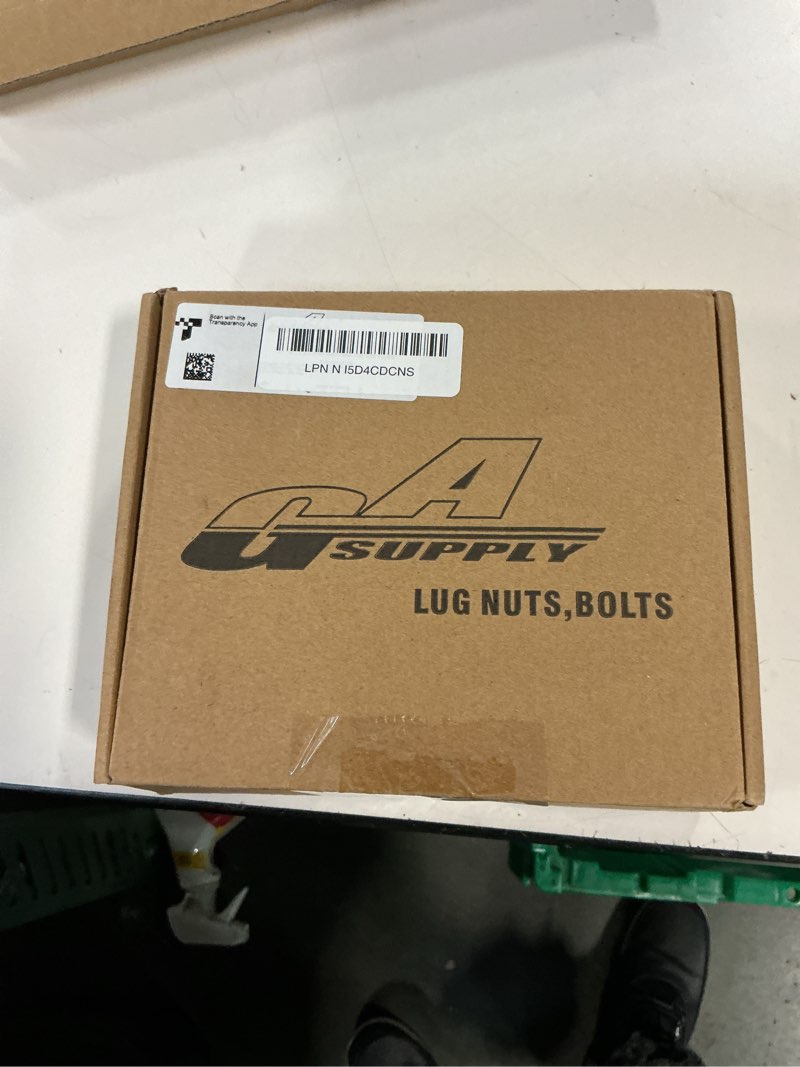 Scan with the
Transparency App
LPN N I5D4CDCNS
GA
SUPPLY
LUG NUTS,BOLTS